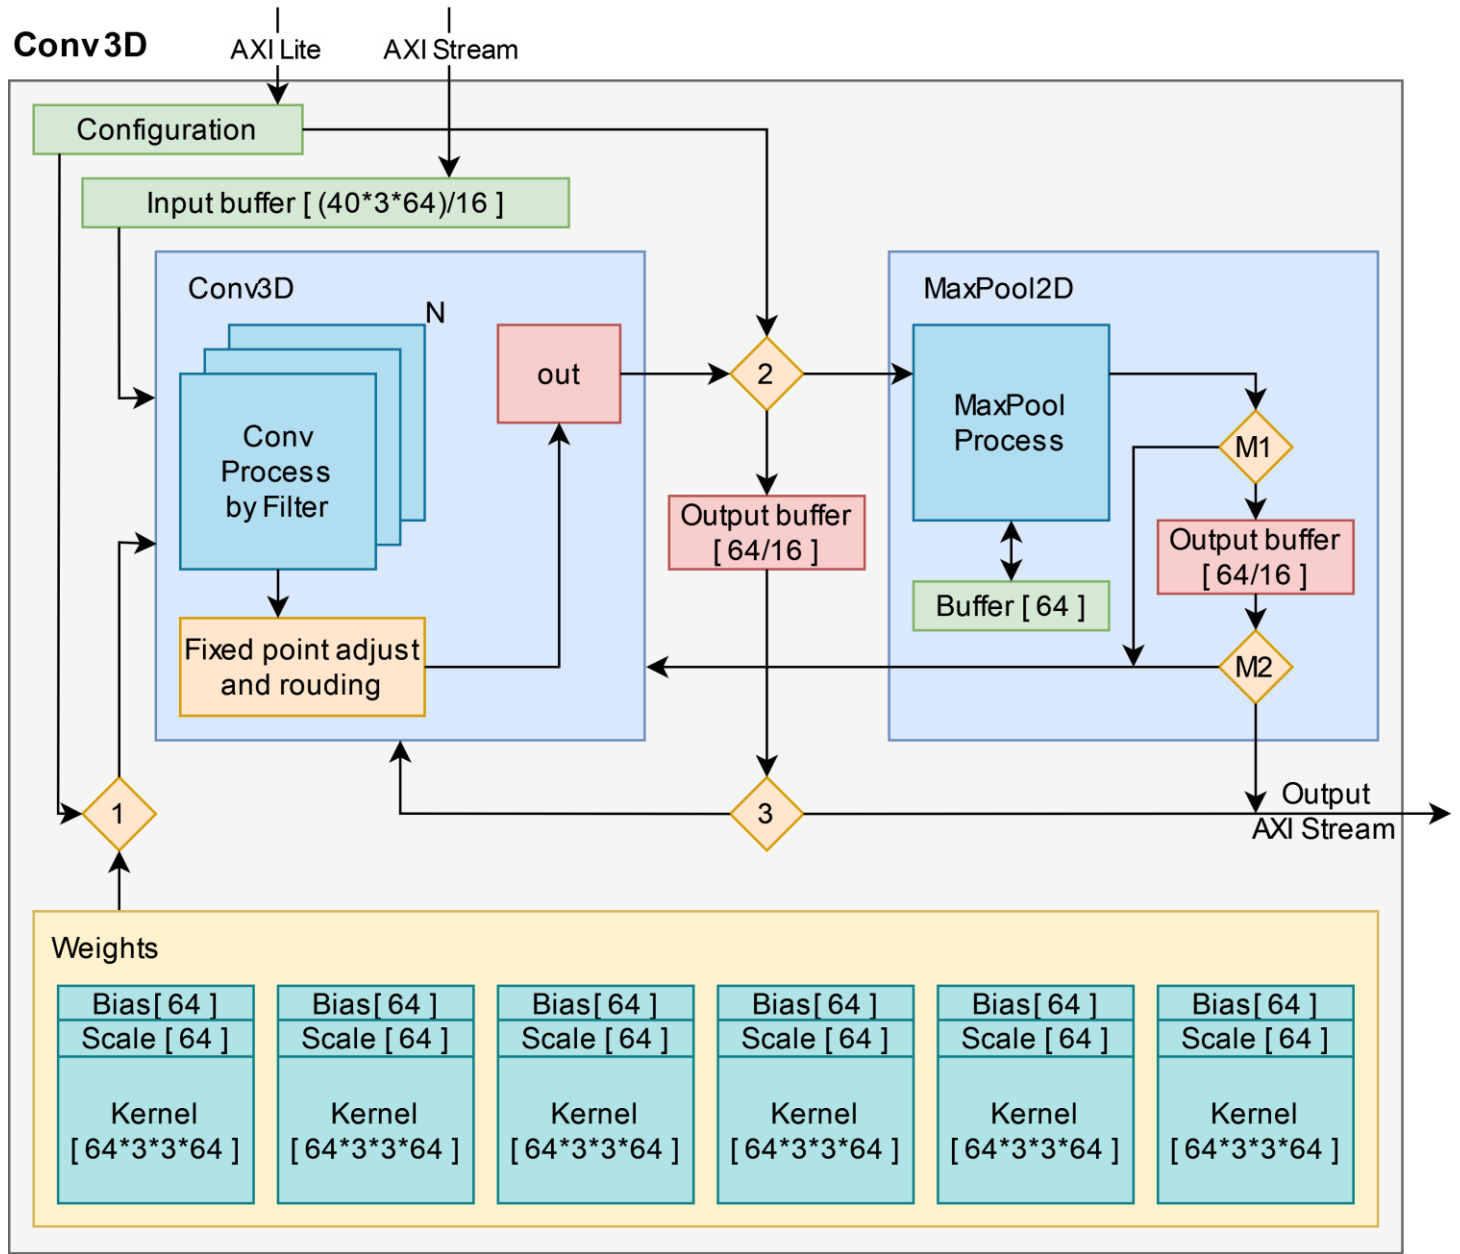 Conv3D
AXI Lite
AXI Stream
Configuration
Input buffer [ (40*3*64)/16 ]
Conv3D
N
Conv
Process
by Filter
out
Fixed point adjust
and rouding
1
2
Output buffer
[ 64/16 ]
3
MaxPool2D
MaxPool
Process
Buffer [ 64 ]
M1
Output buffer
[ 64/16 ]
M2
Output
AXI Stream
Weights
Bias[ 64 ]
Scale [ 64 ]
Kernel
[ 64*3*3*64 ]
Bias[ 64 ]
Scale [ 64 ]
Kernel
[ 64*3*3*64 ]
Bias[ 64 ]
Scale [ 64 ]
Kernel
[ 64*3*3*64 ]
Bias[ 64 ]
Scale [ 64 ]
Kernel
[ 64*3*3*64 ]
Bias[ 64 ]
Scale [ 64 ]
Kernel
[ 64*3*3*64 ]
Bias[ 64 ]
Scale [ 64 ]
Kernel
[ 64*3*3*64 ]